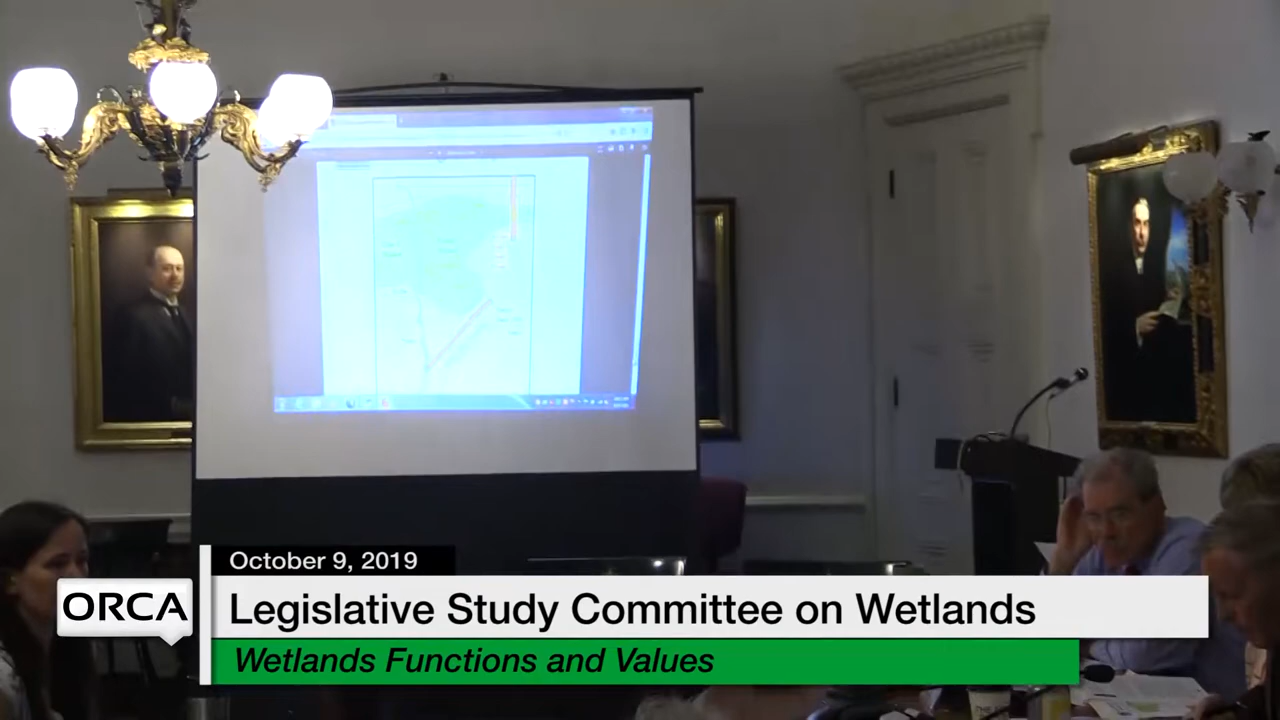 October 9, 2019
ORCA
Legislative Study Committee on Wetlands
Wetlands Functions and Values